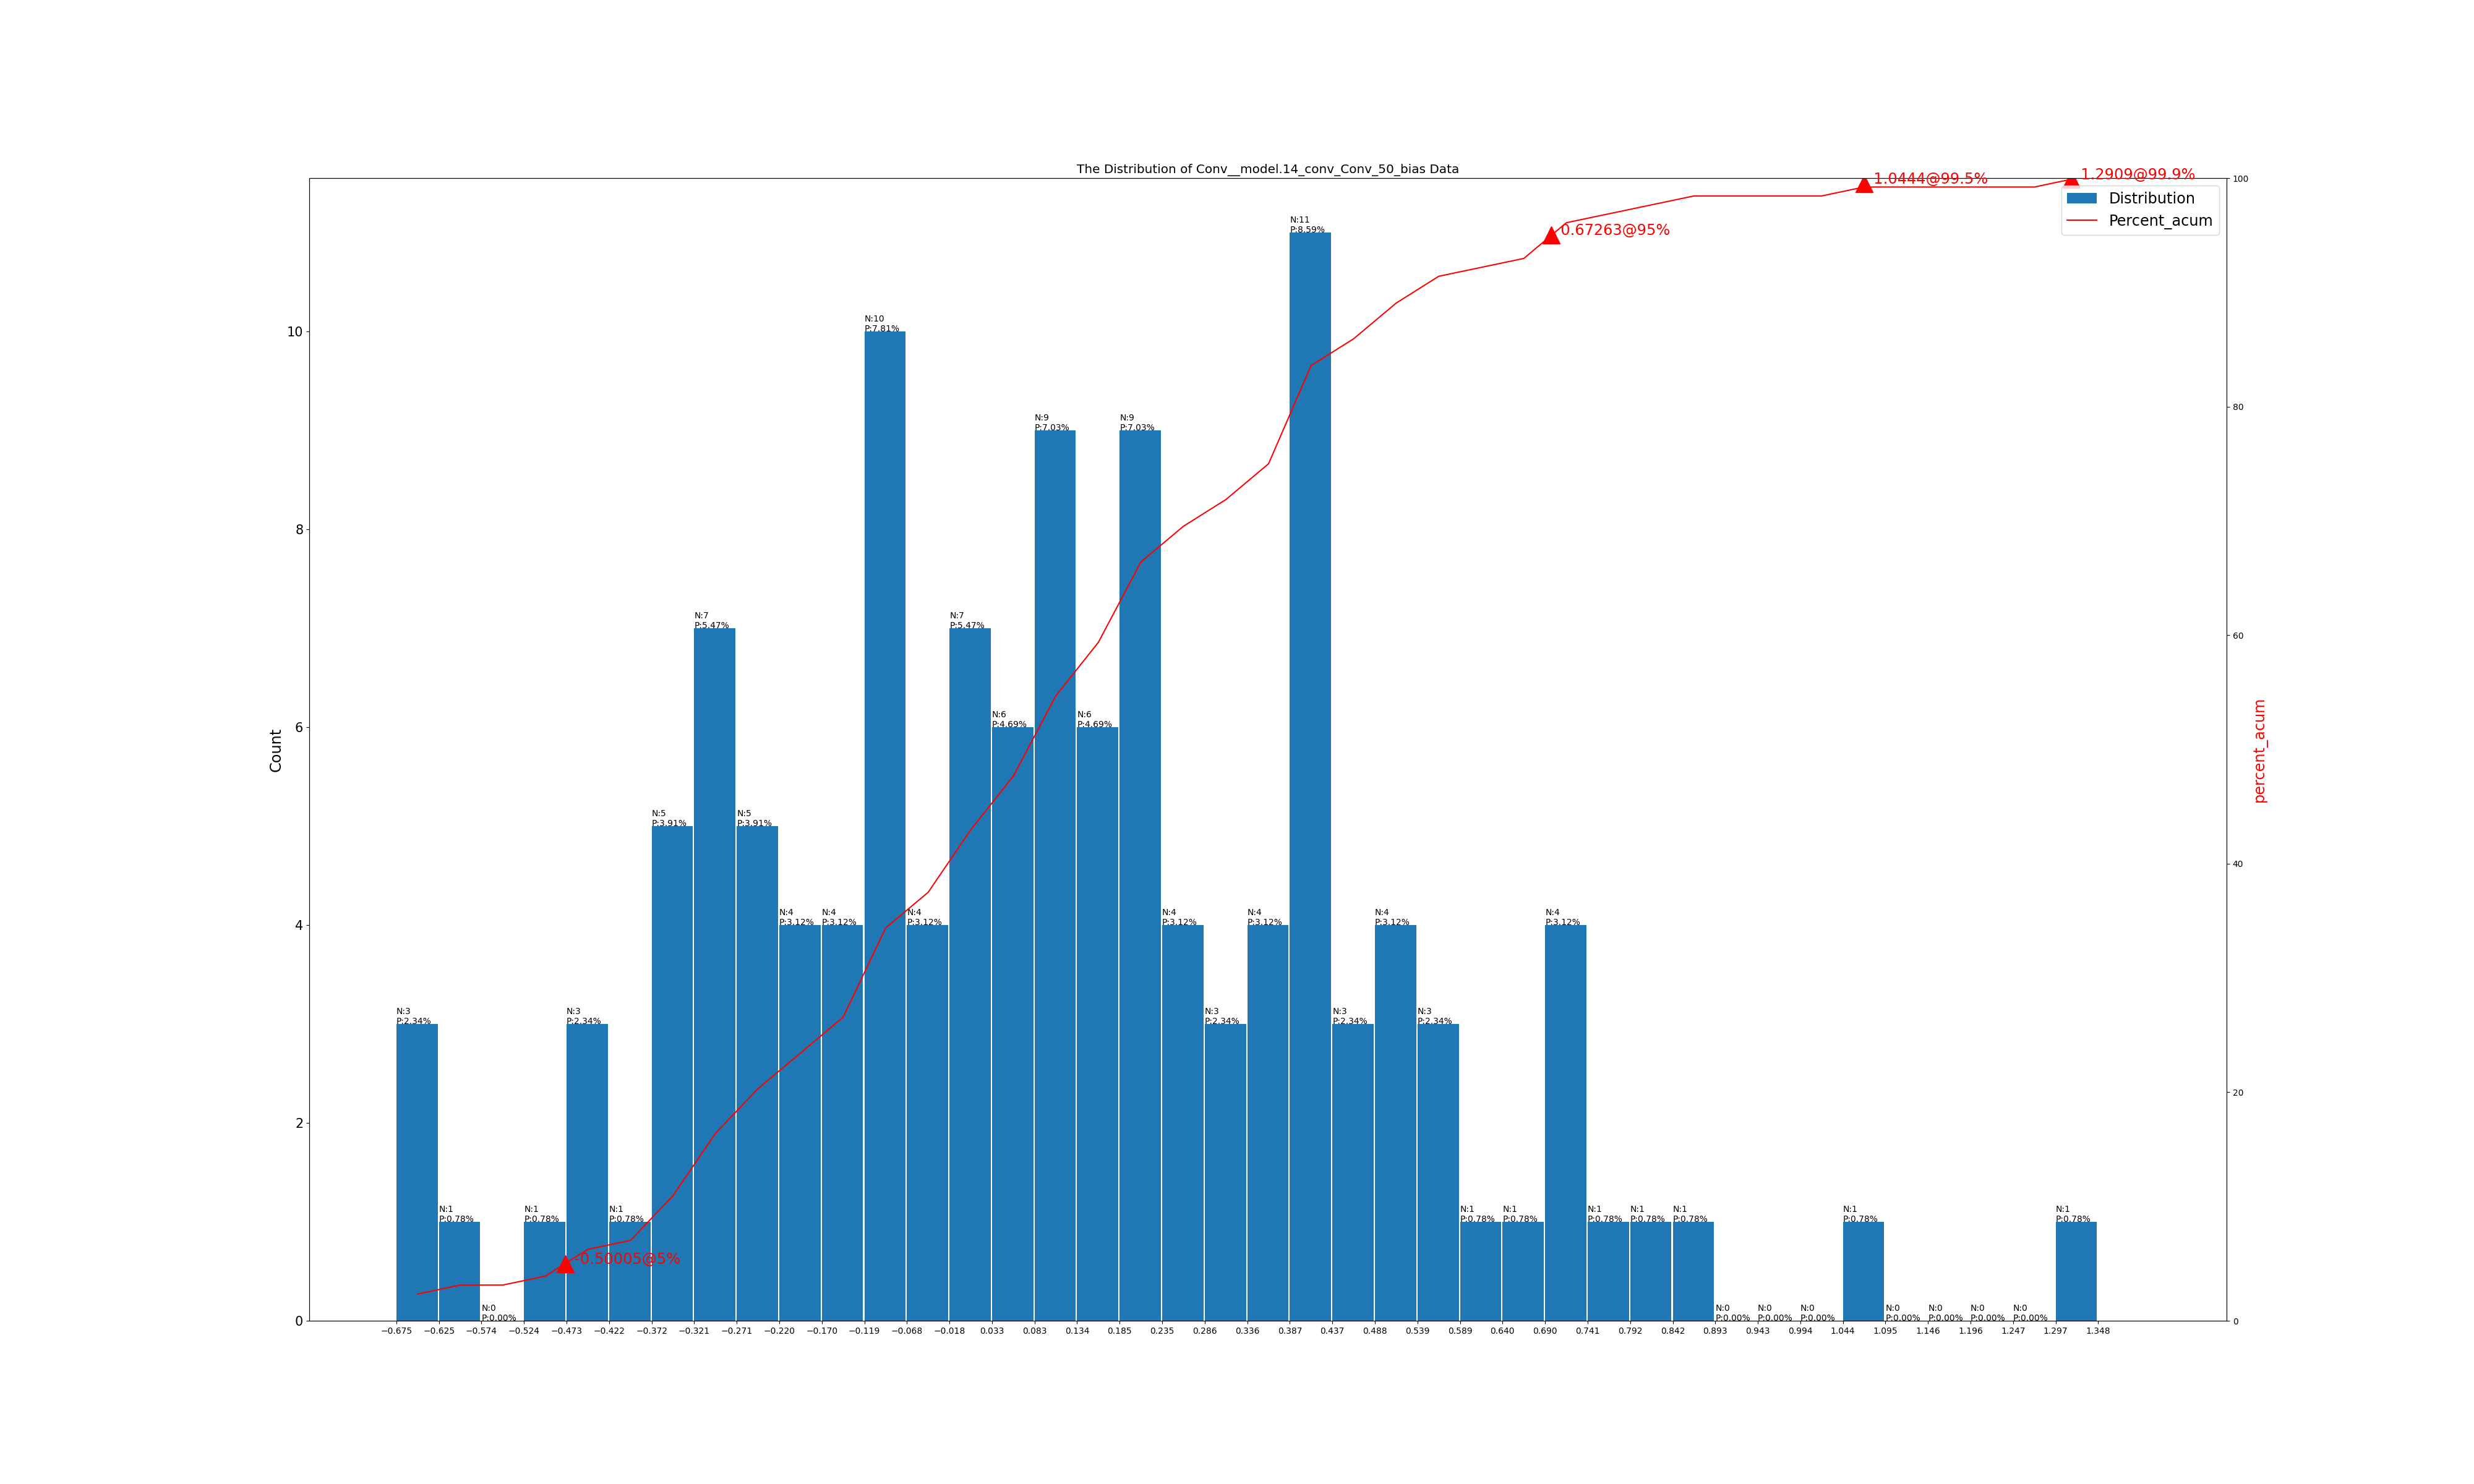 The Distribution of Conv__model.14_conv_Conv_50_bias Data
1.0444@99.5%
1.2909@99.9%
0.67263@95%
-0.50005@5%
Distribution
Percent_acum
Count
percent_acum
10
8
6
4
2
0
100
80
60
40
20
0
N:3
P:2.34%
N:1
P:0.78%
N:0
P:0.00%
N:1
P:0.78%
N:3
P:2.34%
N:1
P:0.78%
N:5
P:3.91%
N:7
P:5.47%
N:5
P:3.91%
N:4
P:3.12%
N:4
P:3.12%
N:10
P:7.81%
N:4
P:3.12%
N:7
P:5.47%
N:6
P:4.69%
N:9
P:7.03%
N:6
P:4.69%
N:9
P:7.03%
N:4
P:3.12%
N:3
P:2.34%
N:4
P:3.12%
N:11
P:8.59%
N:3
P:2.34%
N:4
P:3.12%
N:3
P:2.34%
N:1
P:0.78%
N:1
P:0.78%
N:4
P:3.12%
N:1
P:0.78%
N:1
P:0.78%
N:1
P:0.78%
N:0
P:0.00%
N:0
P:0.00%
N:0
P:0.00%
N:1
P:0.78%
N:0
P:0.00%
N:0
P:0.00%
N:0
P:0.00%
N:0
P:0.00%
N:1
P:0.78%
−0.675 −0.625 −0.574 −0.524 −0.473 −0.422 −0.372 −0.321 −0.271 −0.220 −0.170 −0.119 −0.068 −0.018 0.033 0.083 0.134 0.185 0.235 0.286 0.336 0.387 0.437 0.488 0.539 0.589 0.640 0.690 0.741 0.792 0.842 0.893 0.943 0.994 1.044 1.095 1.146 1.196 1.247 1.297 1.348